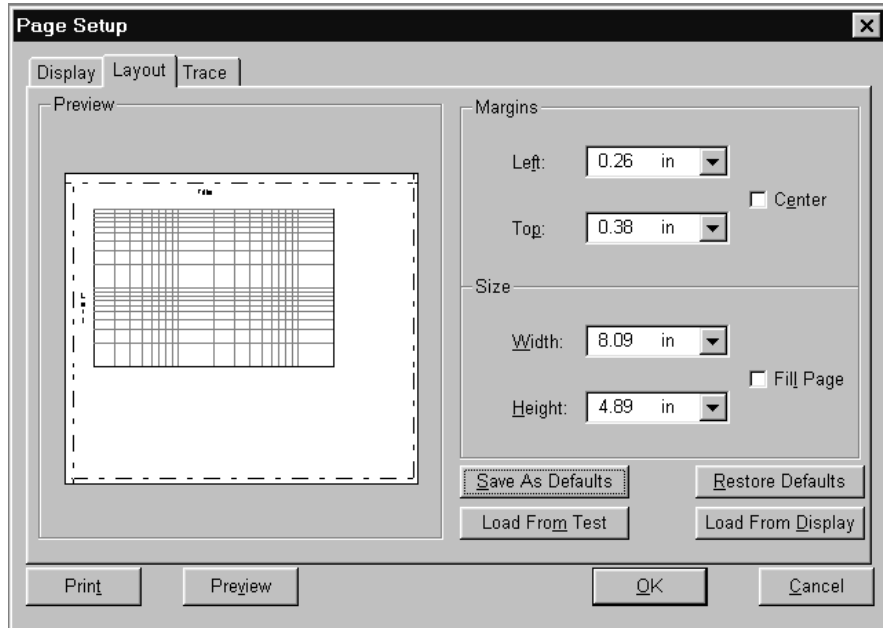 Page Setup
Display Layout Trace
Preview
Margins
Left: 0.26 in
Center
Top: 0.38 in
Size
Width: 8.09 in
Fill Page
Height: 4.89 in
Save As Defaults Restore Defaults
Load From Test Load From Display
Print Preview OK Cancel